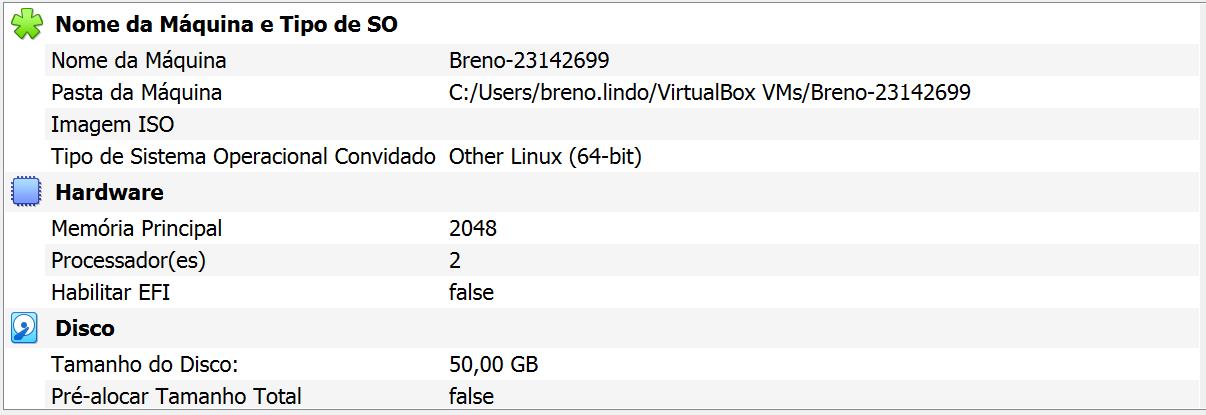 Nome da Máquina e Tipo de SO
Nome da Máquina Breno-23142699
Pasta da Máquina C:/Users/breno.lindo/VirtualBox VMs/Breno-23142699
Imagem ISO
Tipo de Sistema Operacional Convidado Other Linux (64-bit)
Hardware
Memória Principal 2048
Processador(es) 2
Habilitar EFI false
Disco
Tamanho do Disco: 50,00 GB
Pré-alocar Tamanho Total false